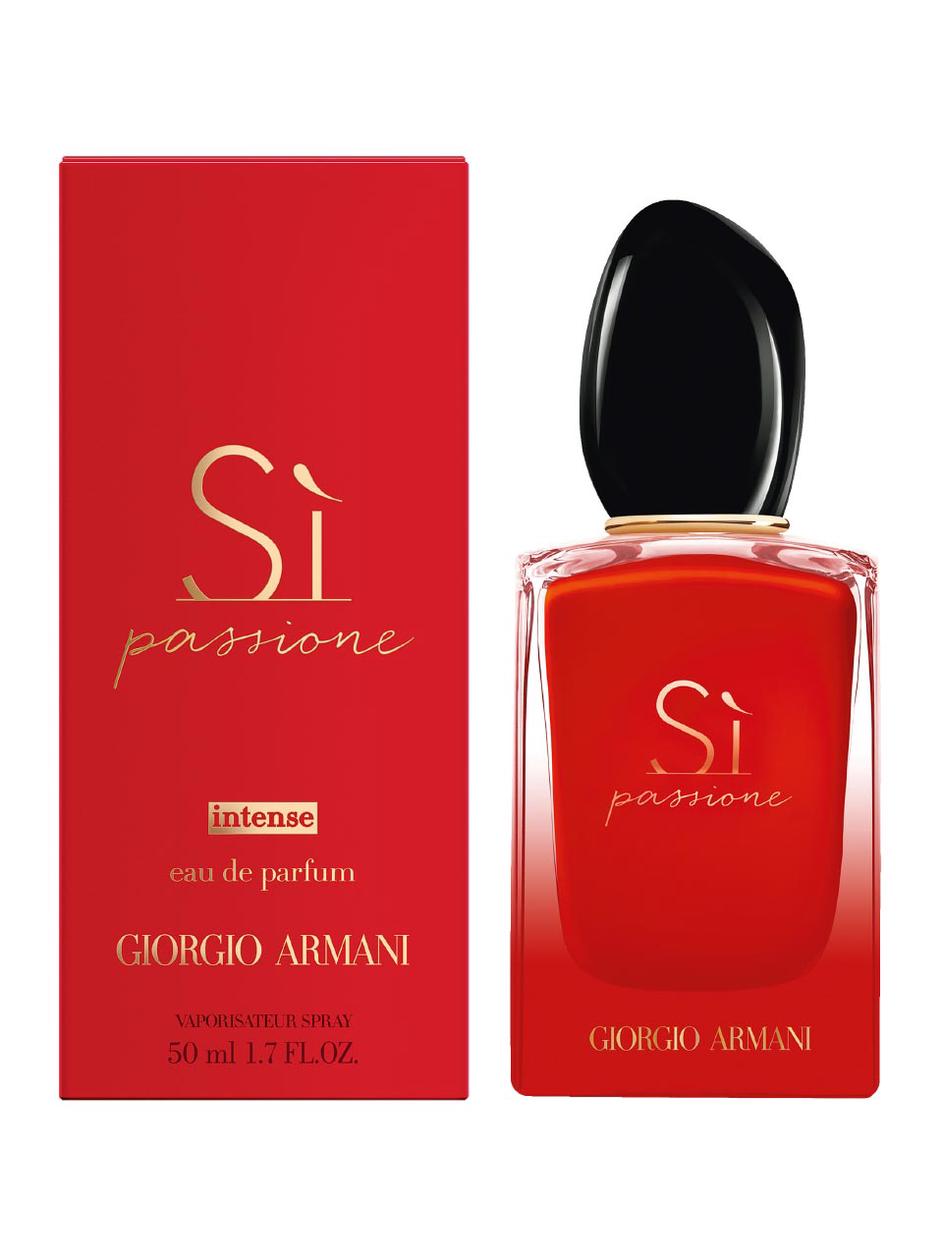 Sì
passione
intense
eau de parfum
GIORGIO ARMANI
VAPORISATEUR SPRAY
50 ml 1.7 FL.OZ.
Sì
passione
GIORGIO ARMANI